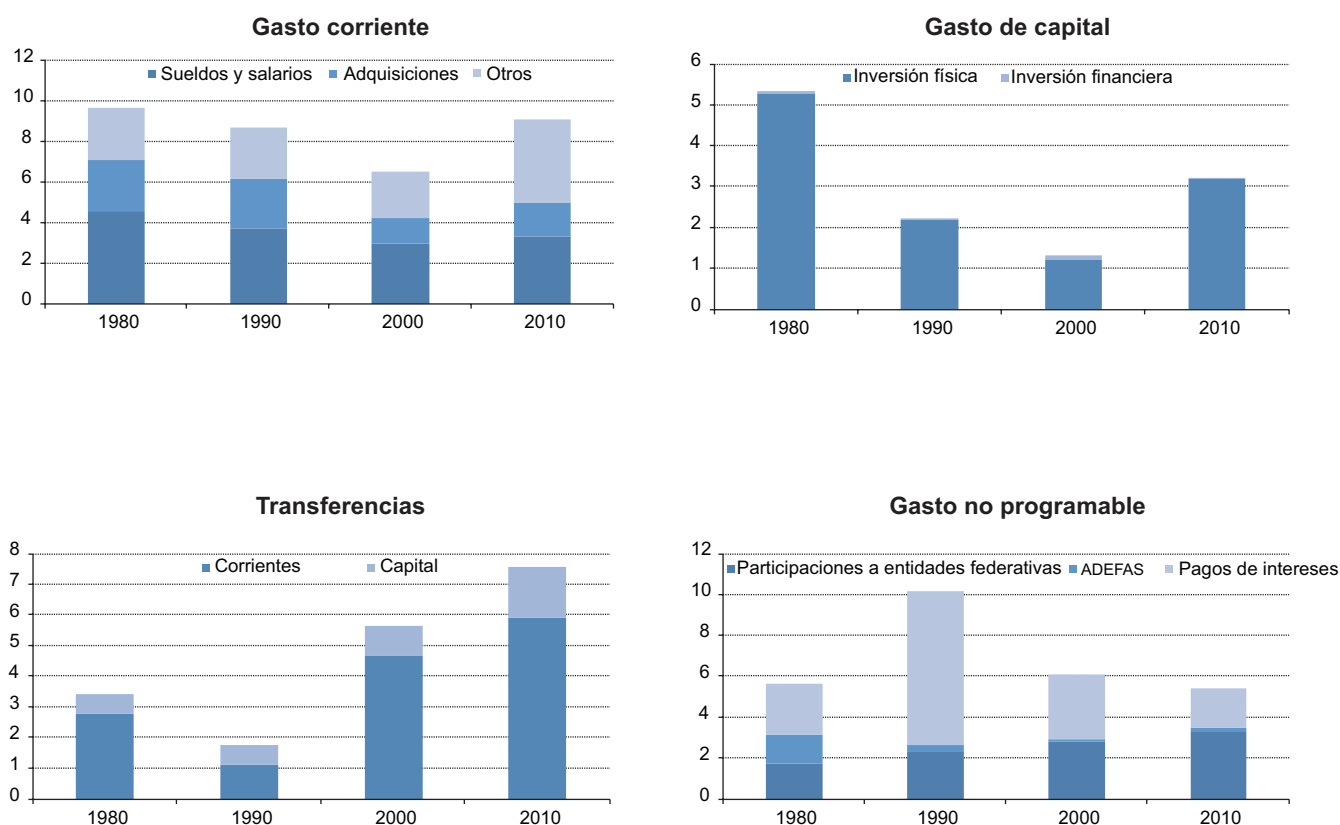 Gasto corriente
Sueldos y salarios Adquisiciones Otros
12
10
8
6
4
2
0
1980 1990 2000 2010
Gasto de capital
Inversión física Inversión financiera
6
5
4
3
2
1
0
1980 1990 2000 2010
Transferencias
Corrientes Capital
8
7
6
5
4
3
2
1
0
1980 1990 2000 2010
Gasto no programable
Participaciones a entidades federativas ADEFAS Pagos de intereses
12
10
8
6
4
2
0
1980 1990 2000 2010